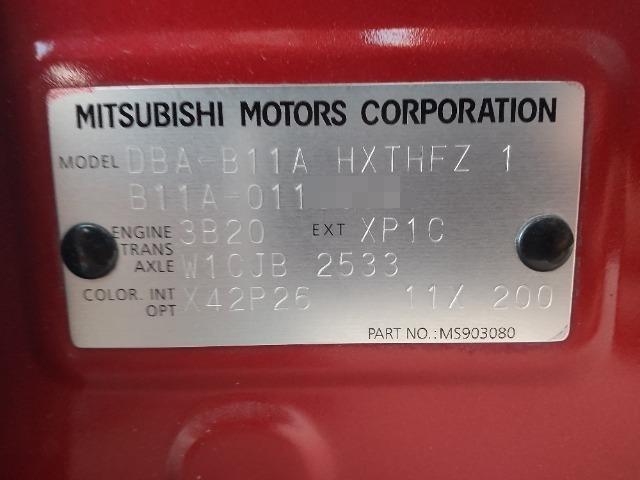 MITSUBISHI MOTORS CORPORATION
MODEL DBA-B11A HXTHFZ 1
B11A-011
ENGINE 3B20 EXT XP1C
TRANS
AXLE W1CJB 2533
COLOR. INT X42P26 11X 200
OPT
PART NO.:MS903080